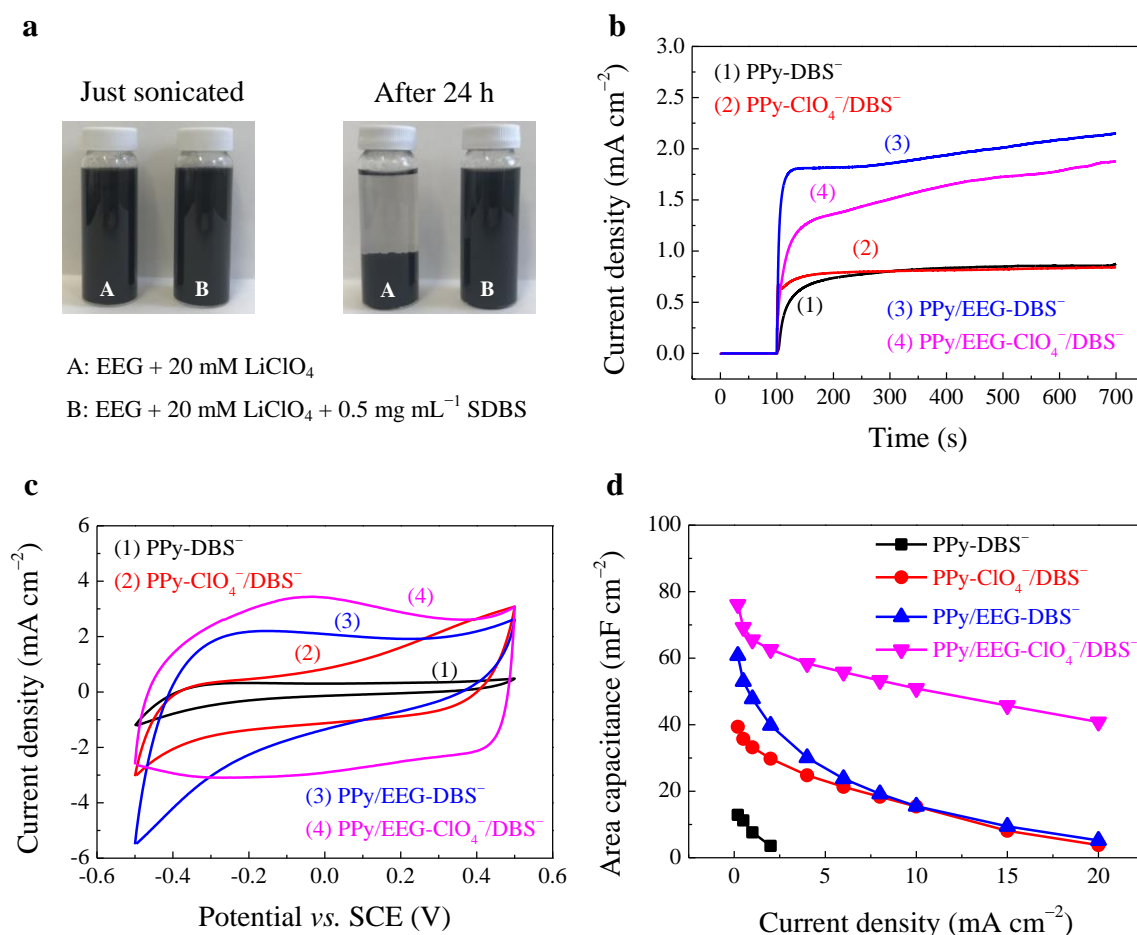 a
Just sonicated
After 24 h
A
B
A
B
A: EEG + 20 mM LiClO₄
B: EEG + 20 mM LiClO₄ + 0.5 mg mL⁻¹ SDBS
b
(1) PPy-DBS⁻
(2) PPy-ClO₄⁻/DBS⁻
(3)
(4)
(2)
(1)
(3) PPy/EEG-DBS⁻
(4) PPy/EEG-ClO₄⁻/DBS⁻
Current density (mA cm⁻²)
3.0
2.5
2.0
1.5
1.0
0.5
0.0
0 100 200 300 400 500 600 700
Time (s)
c
(1) PPy-DBS⁻
(2) PPy-ClO₄⁻/DBS⁻
(4)
(3)
(2)
(1)
(3) PPy/EEG-DBS⁻
(4) PPy/EEG-ClO₄⁻/DBS⁻
Current density (mA cm⁻²)
6
4
2
0
-2
-4
-6
-0.6 -0.4 -0.2 0.0 0.2 0.4 0.6
Potential vs. SCE (V)
d
PPy-DBS⁻
PPy-ClO₄⁻/DBS⁻
PPy/EEG-DBS⁻
PPy/EEG-ClO₄⁻/DBS⁻
Area capacitance (mF cm⁻²)
100
80
60
40
20
0
0 5 10 15 20
Current density (mA cm⁻²)